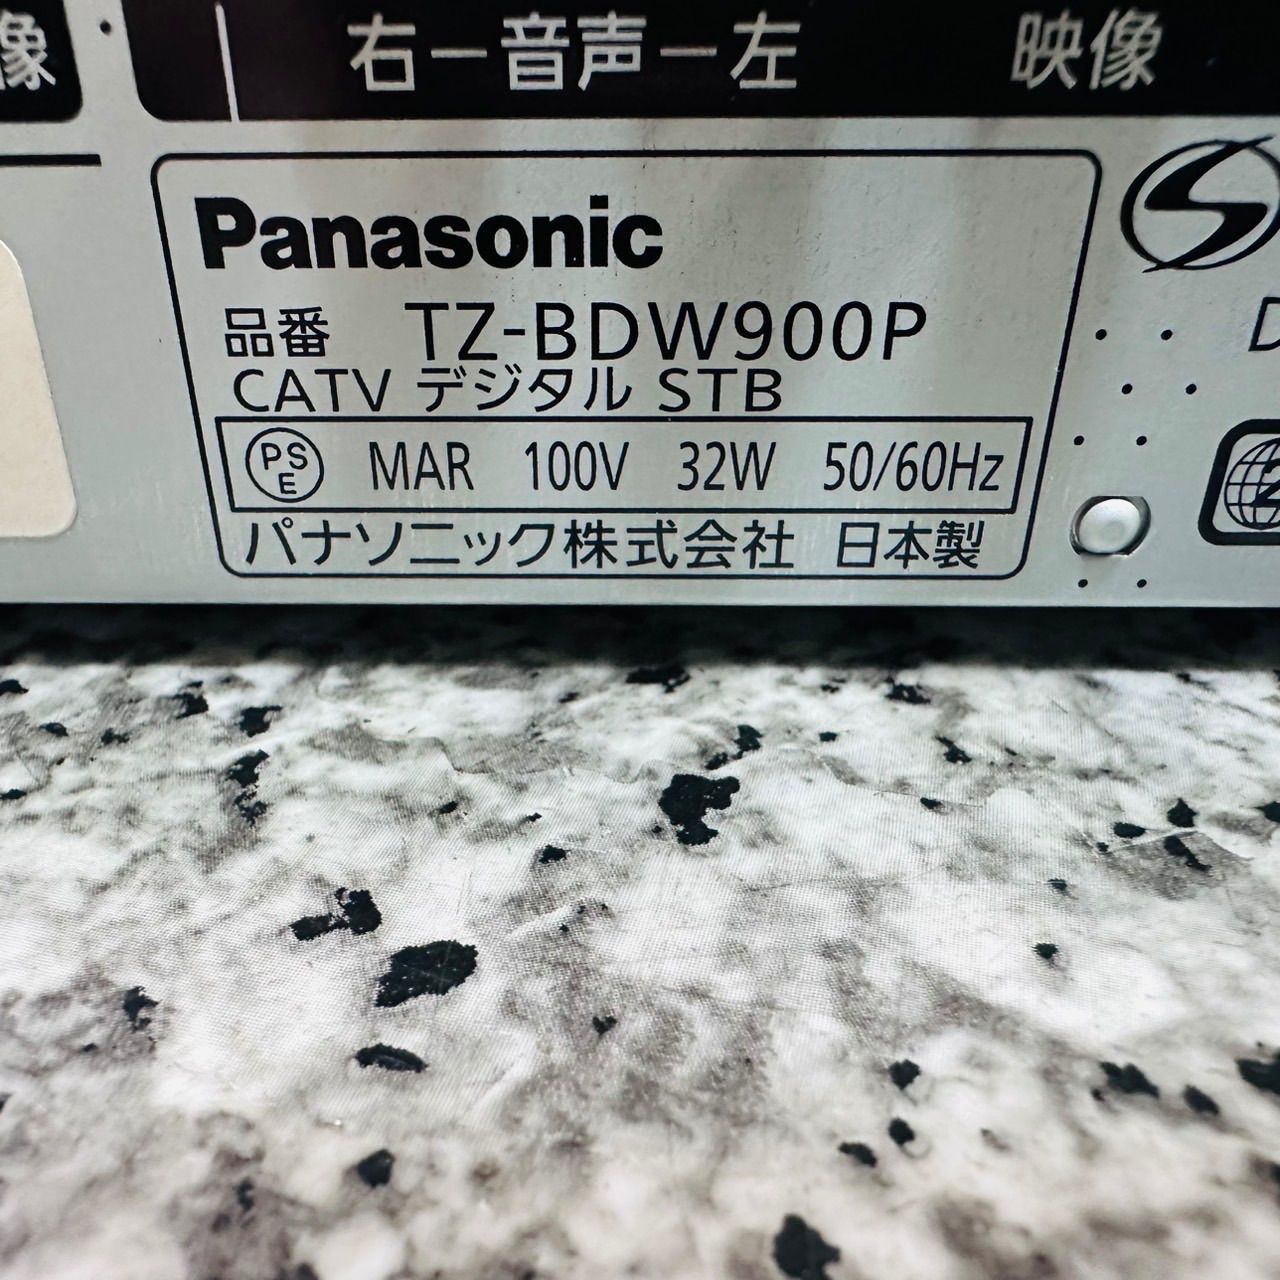 像
右ー音声ー左 映像
Panasonic
品番 TZ-BDW900P
CATV デジタル STB
PSE MAR 100V 32W 50/60Hz
パナソニック株式会社 日本製